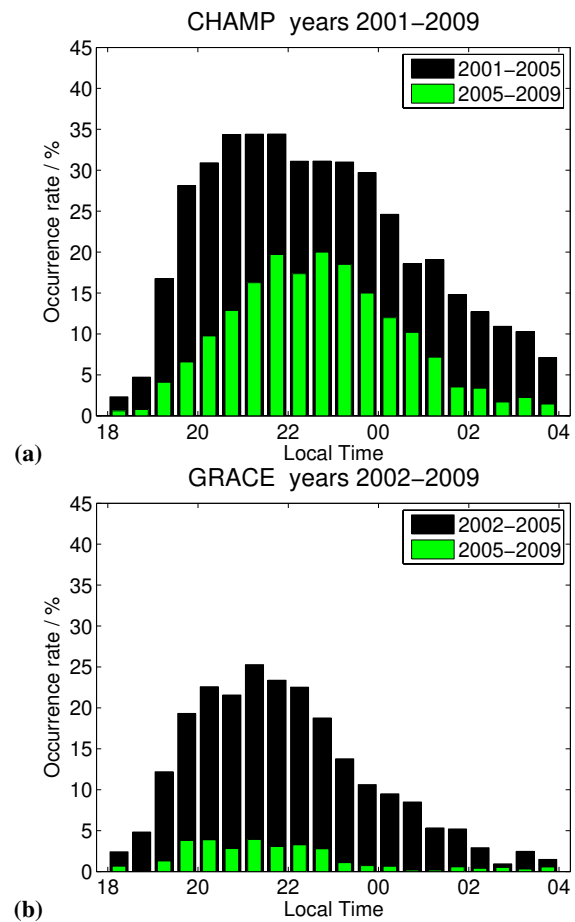 CHAMP years 2001−2009
45
40
35
30
25
20
15
10
5
0
Occurrence rate / %
2001−2005
2005−2009
18 20 22 00 02 04
Local Time
(a)
GRACE years 2002−2009
45
40
35
30
25
20
15
10
5
0
Occurrence rate / %
2002−2005
2005−2009
18 20 22 00 02 04
Local Time
(b)